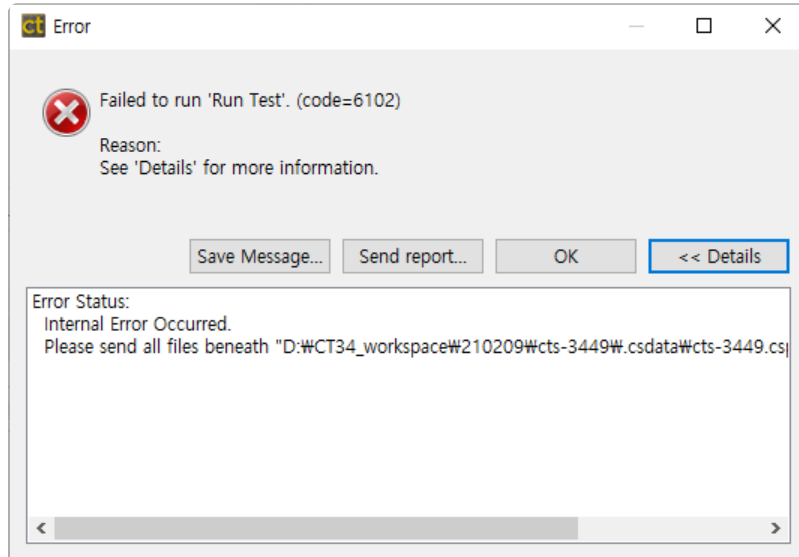 ct Error
Failed to run 'Run Test'. (code=6102)
Reason:
See 'Details' for more information.
Save Message... Send report... OK << Details
Error Status:
Internal Error Occurred.
Please send all files beneath "D:₩CT34_workspace₩210209₩cts-3449₩.csdata₩cts-3449.csp